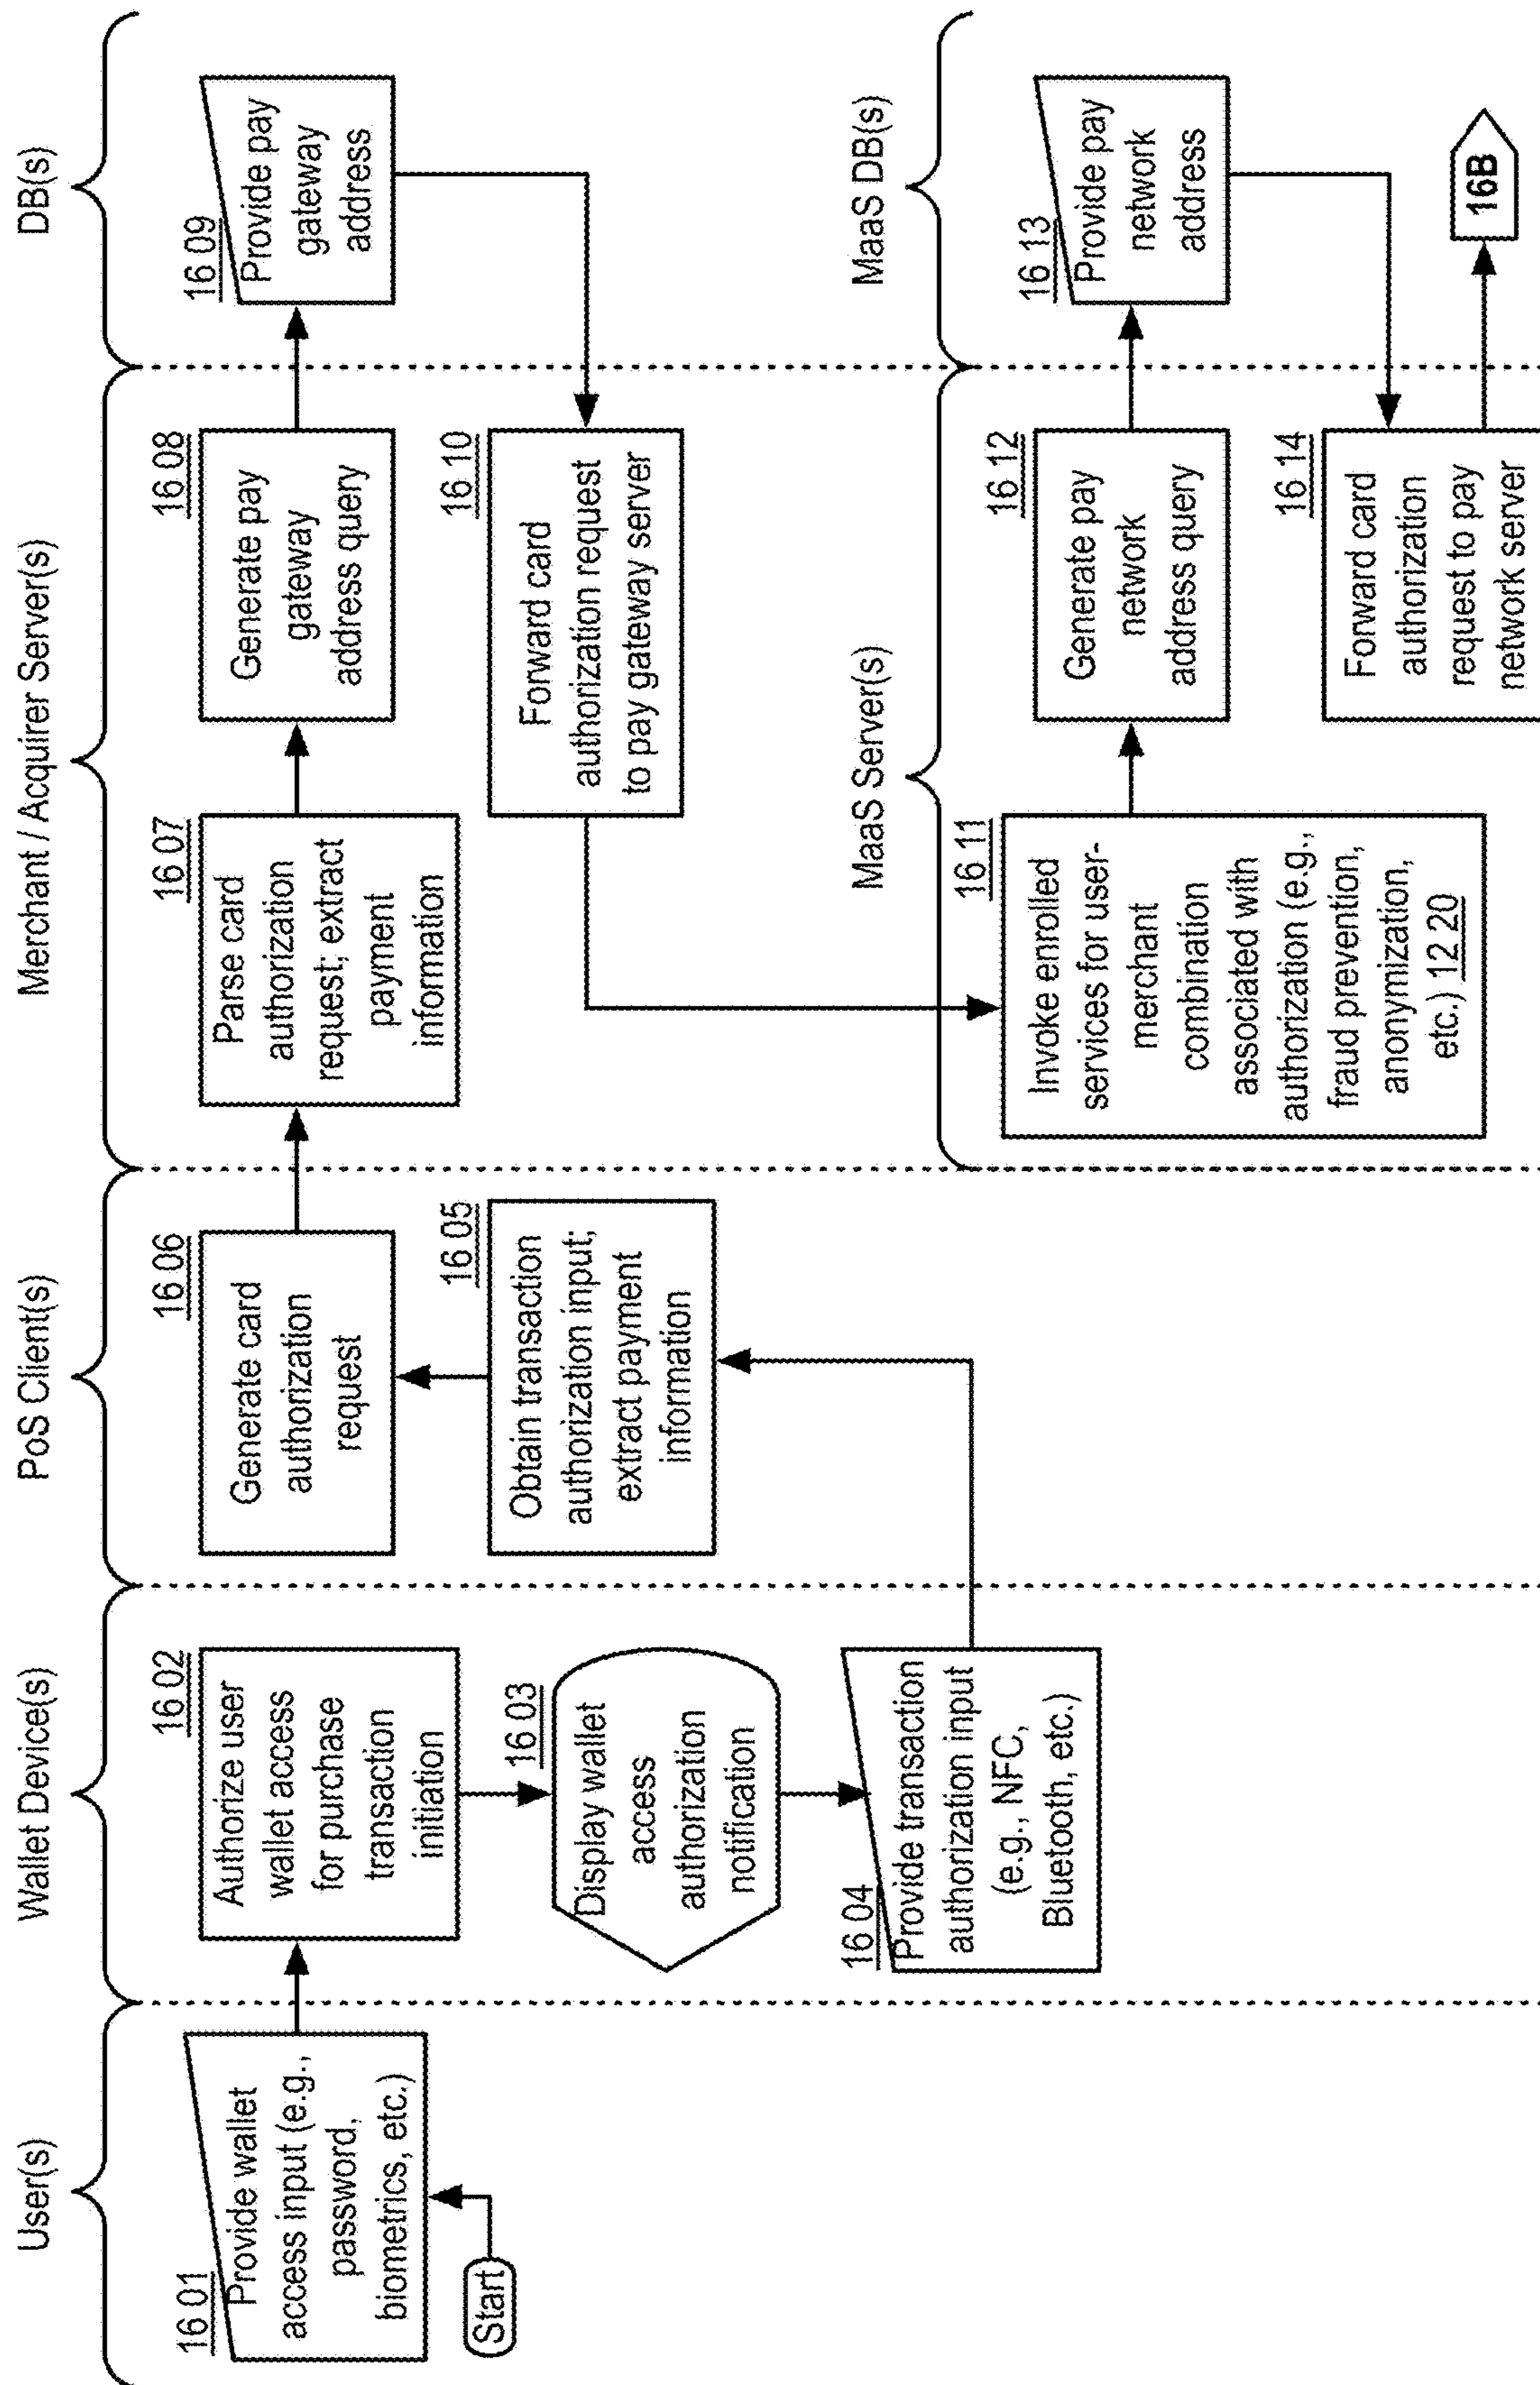 User(s)
Wallet Device(s)
PoS Client(s)
Merchant / Acquirer Server(s)
DB(s)
16 01
Provide wallet
access input (e.g.,
password,
biometrics, etc.)
Start
16 02
Authorize user
wallet access
for purchase
transaction
initiation
16 03
Display wallet
access
authorization
notification
16 04
Provide transaction
authorization input
(e.g., NFC,
Bluetooth, etc.)
16 05
Obtain transaction
authorization input;
extract payment
information
16 06
Generate card
authorization
request
16 07
Parse card
authorization
request; extract
payment
information
16 08
Generate pay
gateway
address query
16 09
Provide pay
gateway
address
16 10
Forward card
authorization request
to pay gateway server
MaaS Server(s)
MaaS DB(s)
16 11
Invoke enrolled
services for user-
merchant
combination
associated with
authorization (e.g.,
fraud prevention,
anonymization,
etc.) 12 20
16 12
Generate pay
network
address query
16 13
Provide pay
network
address
16 14
Forward card
authorization
request to pay
network server
16B